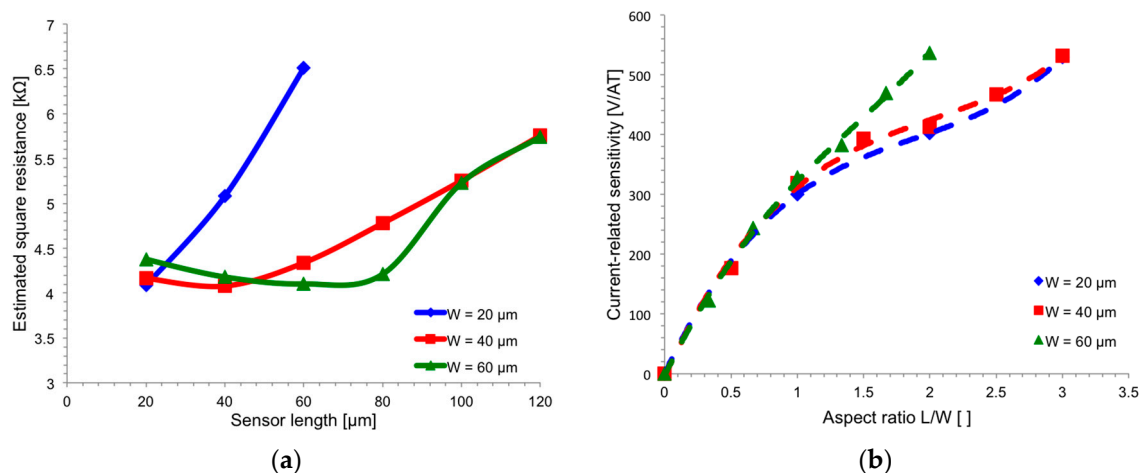 7
6.5
6
5.5
5
4.5
4
3.5
3
0 20 40 60 80 100 120
Estimated square resistance [kΩ]
Sensor length [µm]
W = 20 µm
W = 40 µm
W = 60 µm
(a)
600
500
400
300
200
100
0
0 0.5 1 1.5 2 2.5 3 3.5
Current-related sensitivity [V/AT]
Aspect ratio L/W [ ]
W = 20 µm
W = 40 µm
W = 60 µm
(b)